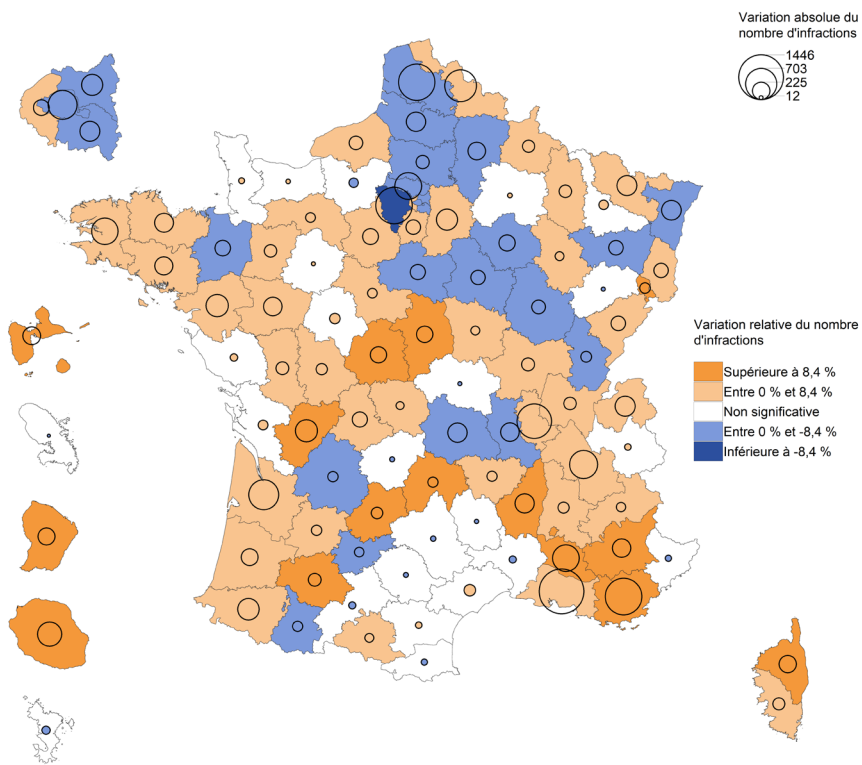 Variation absolue du
nombre d'infractions
1446
703
225
12
Variation relative du nombre
d'infractions
Supérieure à 8,4 %
Entre 0 % et 8,4 %
Non significative
Entre 0 % et -8,4 %
Inférieure à -8,4 %